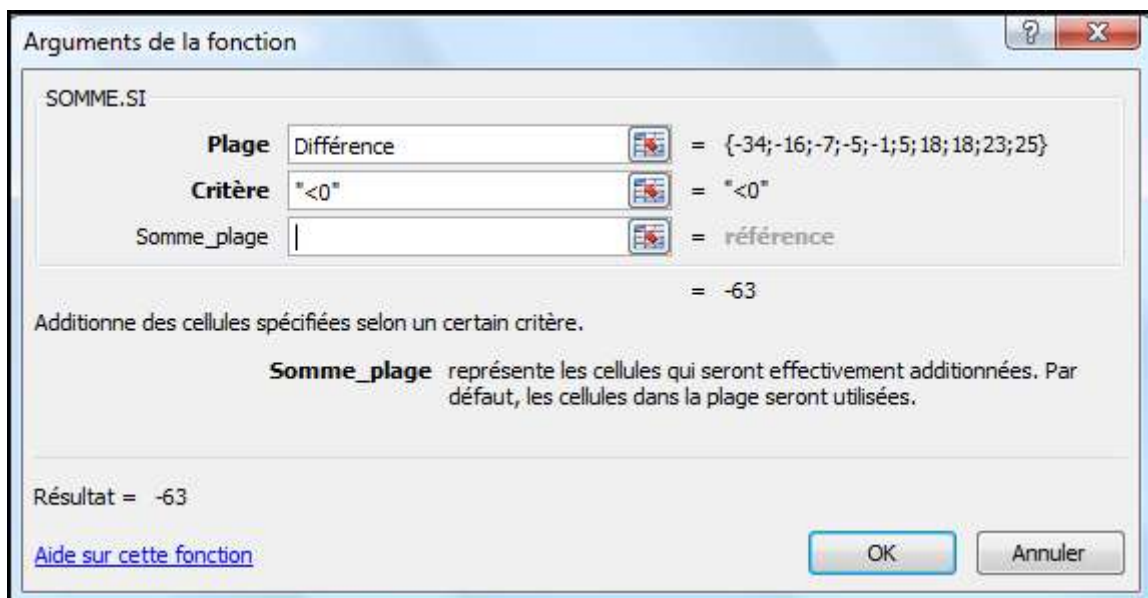 Arguments de la fonction
SOMME.SI
Plage Différence = {-34;-16;-7;-5;-1;5;18;18;23;25}
Critère "<0" = "<0"
Somme_plage = référence
= -63
Additionne des cellules spécifiées selon un certain critère.
Somme_plage représente les cellules qui seront effectivement additionnées. Par
défaut, les cellules dans la plage seront utilisées.
Résultat = -63
Aide sur cette fonction OK Annuler